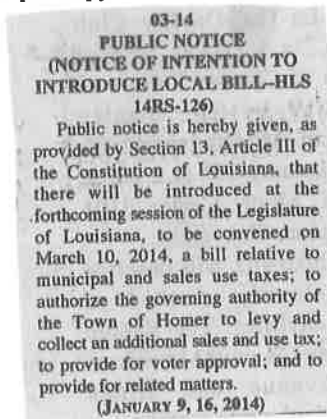 03-14
PUBLIC NOTICE
(NOTICE OF INTENTION TO
INTRODUCE LOCAL BILL–HLS
14RS-126)
Public notice is hereby given, as
provided by Section 13, Article III of
the Constitution of Louisiana, that
there will be introduced at the
forthcoming session of the Legislature
of Louisiana, to be convened on
March 10, 2014, a bill relative to
municipal and sales use taxes; to
authorize the governing authority of
the Town of Homer to levy and
collect an additional sales and use tax;
to provide for voter approval; and to
provide for related matters.
(JANUARY 9, 16, 2014)